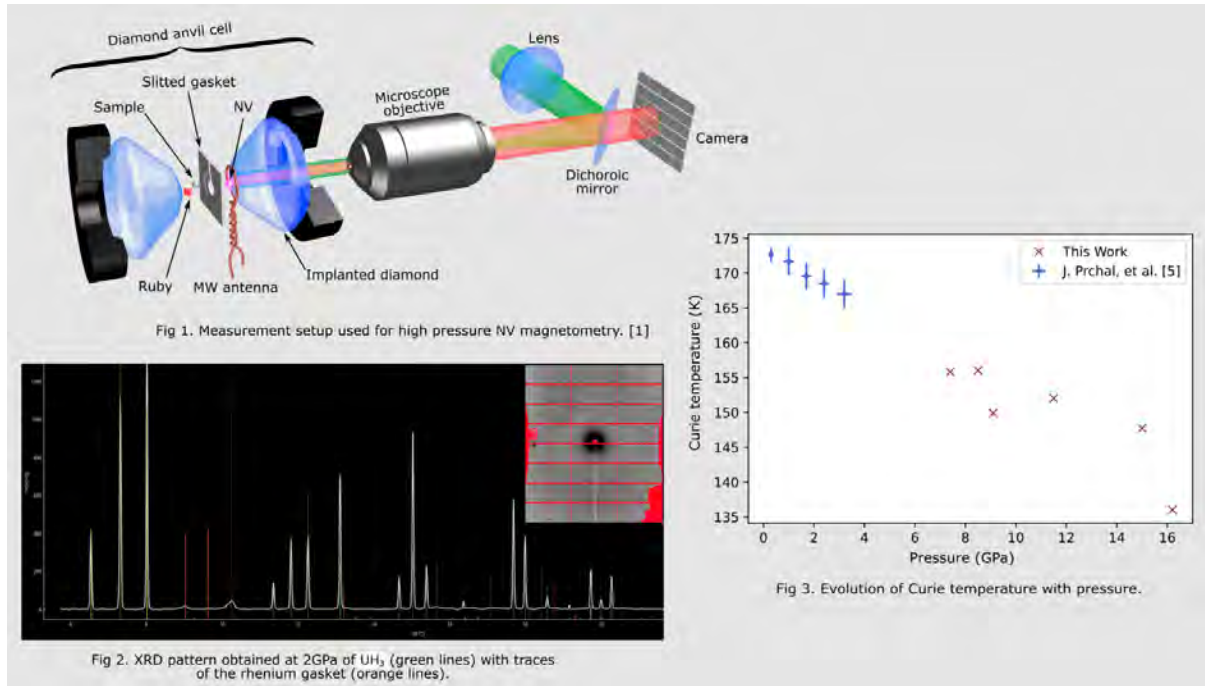 Diamond anvil cell
Slitted gasket
Sample
NV
Microscope
objective
Lens
Camera
Dichoroic
mirror
Implanted diamond
Ruby
MW antenna
Fig 1. Measurement setup used for high pressure NV magnetometry. [1]
Fig 2. XRD pattern obtained at 2GPa of UH₃ (green lines) with traces
of the rhenium gasket (orange lines).
This Work
J. Prchal, et al. [5]
Curie temperature (K)
175
170
165
160
155
150
145
140
135
0 2 4 6 8 10 12 14 16
Pressure (GPa)
Fig 3. Evolution of Curie temperature with pressure.